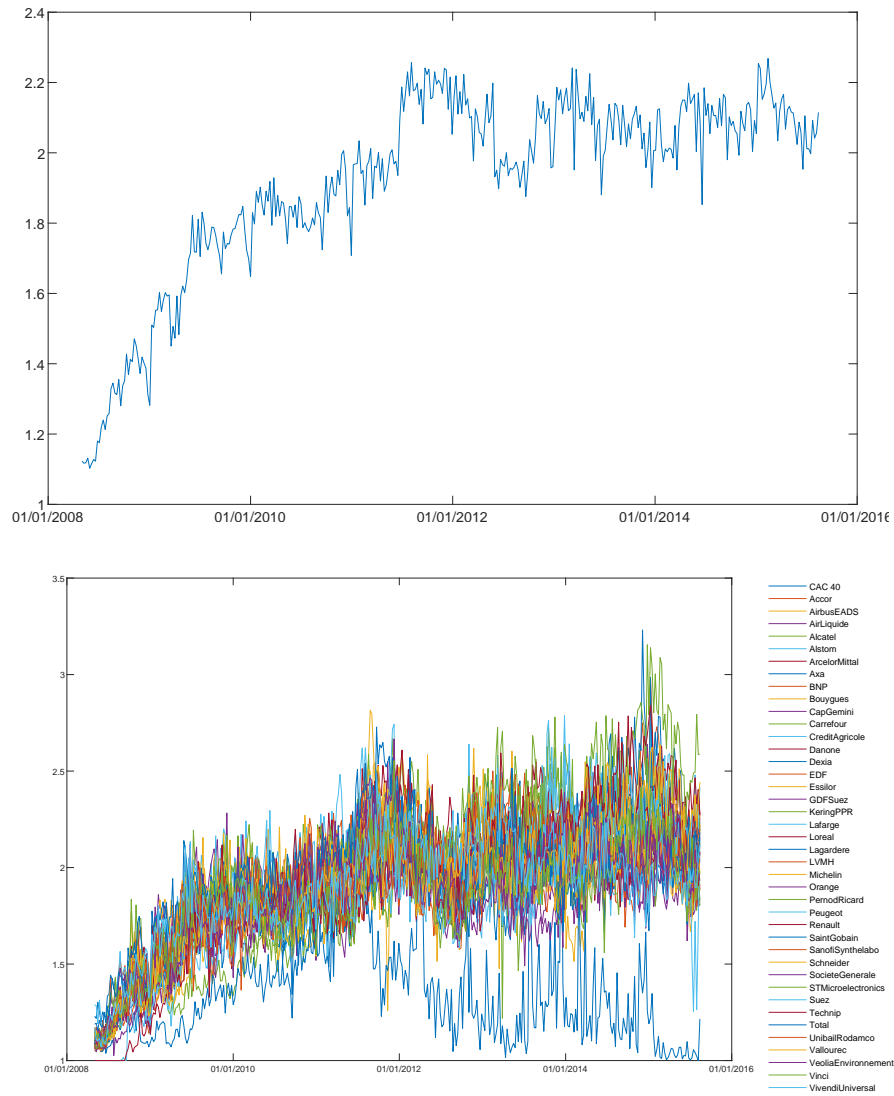 2.4
2.2
2
1.8
1.6
1.4
1.2
1
01/01/2008 01/01/2010 01/01/2012 01/01/2014 01/01/2016
3.5
3
2.5
2
1.5
1
01/01/2008 01/01/2010 01/01/2012 01/01/2014 01/01/2016
CAC 40
Accor
AirbusEADS
AirLiquide
Alcatel
Alstom
ArcelorMittal
Axa
BNP
Bouygues
CapGemini
Carrefour
CreditAgricole
Danone
Dexia
EDF
Essilor
GDFSuez
KeringPPR
Lafarge
Loreal
Lagardere
LVMH
Michelin
Orange
PernodRicard
Peugeot
Renault
SaintGobain
SanofiSynthelabo
Schneider
SocieteGenerale
STMicroelectronics
Suez
Technip
Total
UnibailRodamco
Vallourec
VeoliaEnvironnement
Vinci
VivendiUniversal